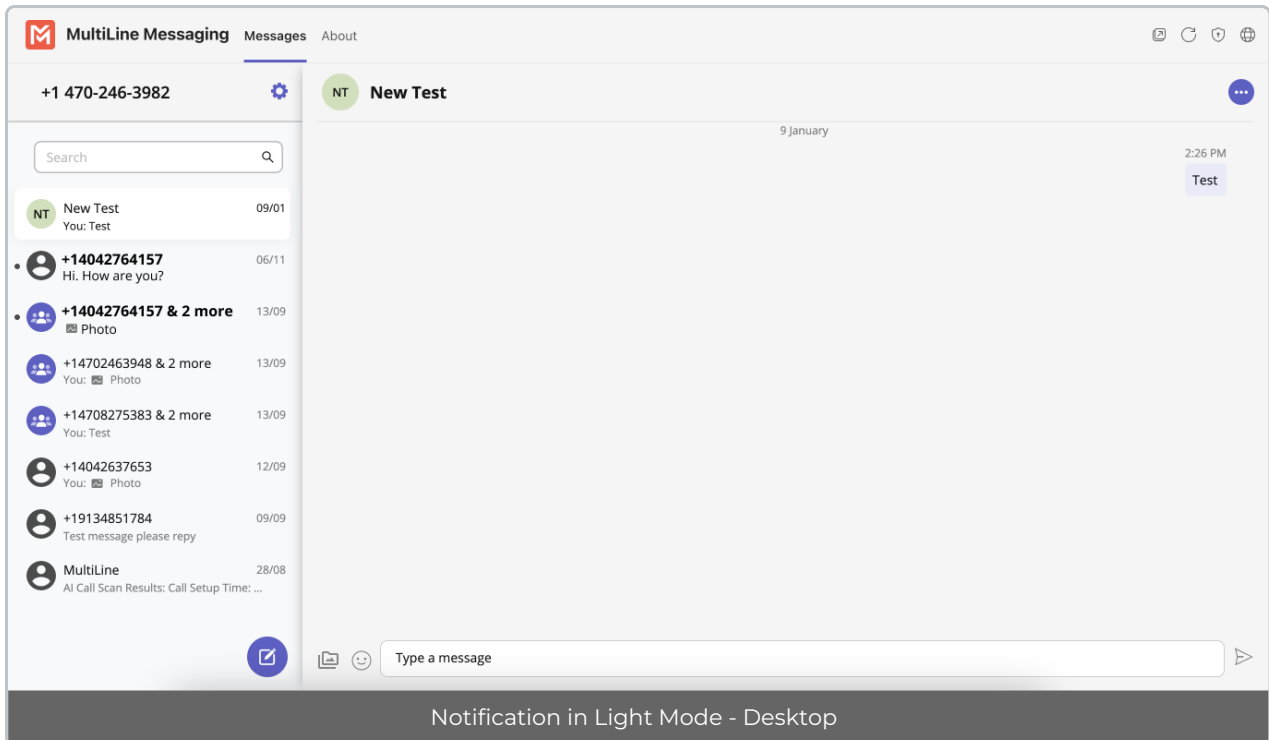 MultiLine Messaging Messages About
+1 470-246-3982
NT New Test
9 January
2:26 PM
Test
Search
NT New Test 09/01
You: Test
+14042764157 06/11
Hi. How are you?
+14042764157 & 2 more 13/09
Photo
+14702463948 & 2 more 13/09
You: Photo
+14708275383 & 2 more 13/09
You: Test
+14042637653 12/09
You: Photo
+19134851784 09/09
Test message please repy
MultiLine 28/08
AI Call Scan Results: Call Setup Time: ...
Type a message
Notification in Light Mode - Desktop